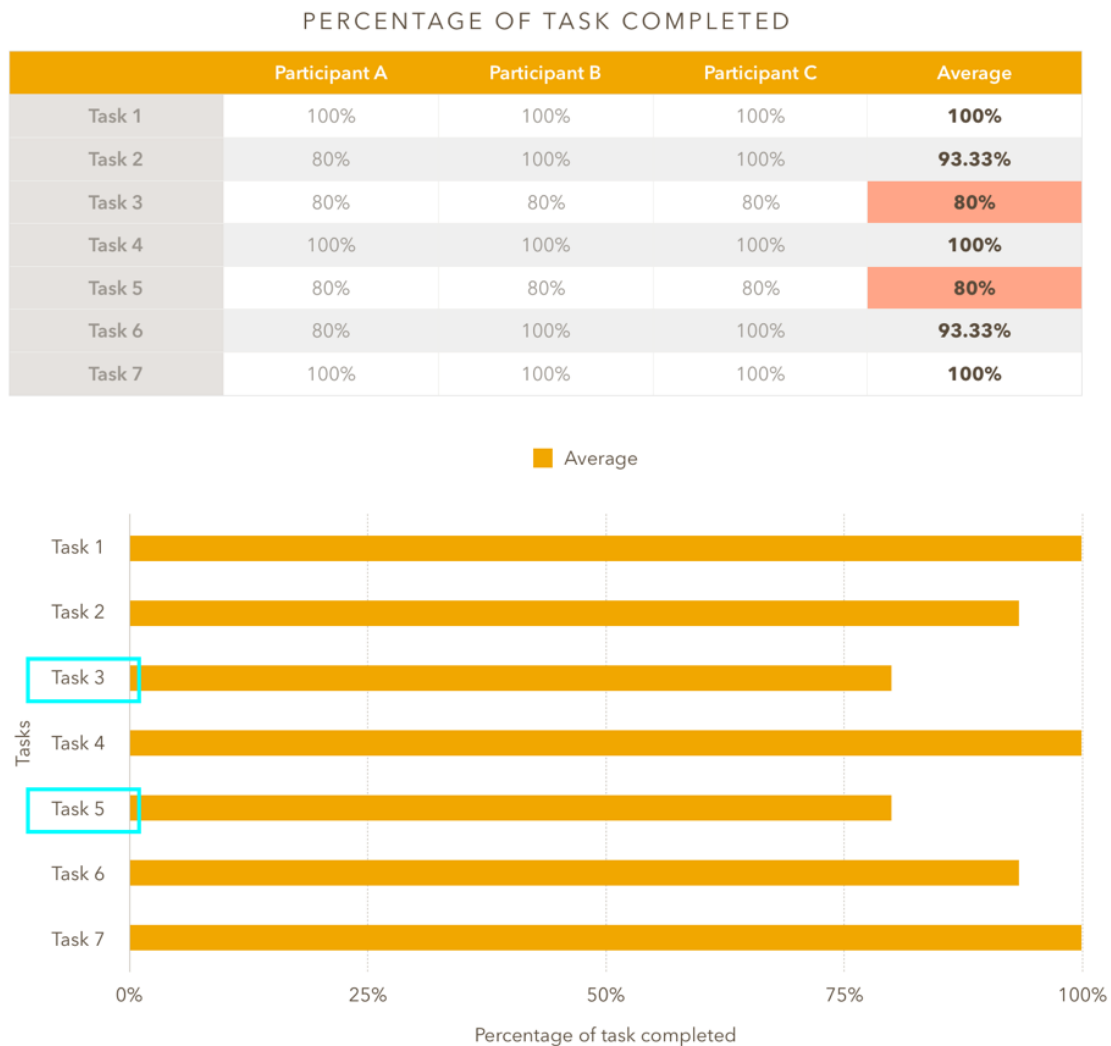 PERCENTAGE OF TASK COMPLETED
Participant A Participant B Participant C Average
Task 1 100% 100% 100% 100%
Task 2 80% 100% 100% 93.33%
Task 3 80% 80% 80% 80%
Task 4 100% 100% 100% 100%
Task 5 80% 80% 80% 80%
Task 6 80% 100% 100% 93.33%
Task 7 100% 100% 100% 100%
Average
Tasks
Task 1
Task 2
Task 3
Task 4
Task 5
Task 6
Task 7
0% 25% 50% 75% 100%
Percentage of task completed